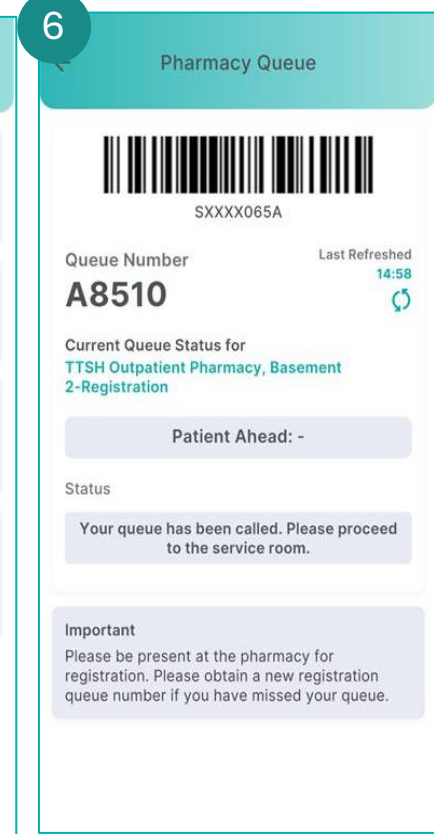 6
Pharmacy Queue
SXXXX065A
Queue Number
Last Refreshed
14:58
A8510
Current Queue Status for
TTSH Outpatient Pharmacy, Basement
2-Registration
Patient Ahead: -
Status
Your queue has been called. Please proceed
to the service room.
Important
Please be present at the pharmacy for
registration. Please obtain a new registration
queue number if you have missed your queue.